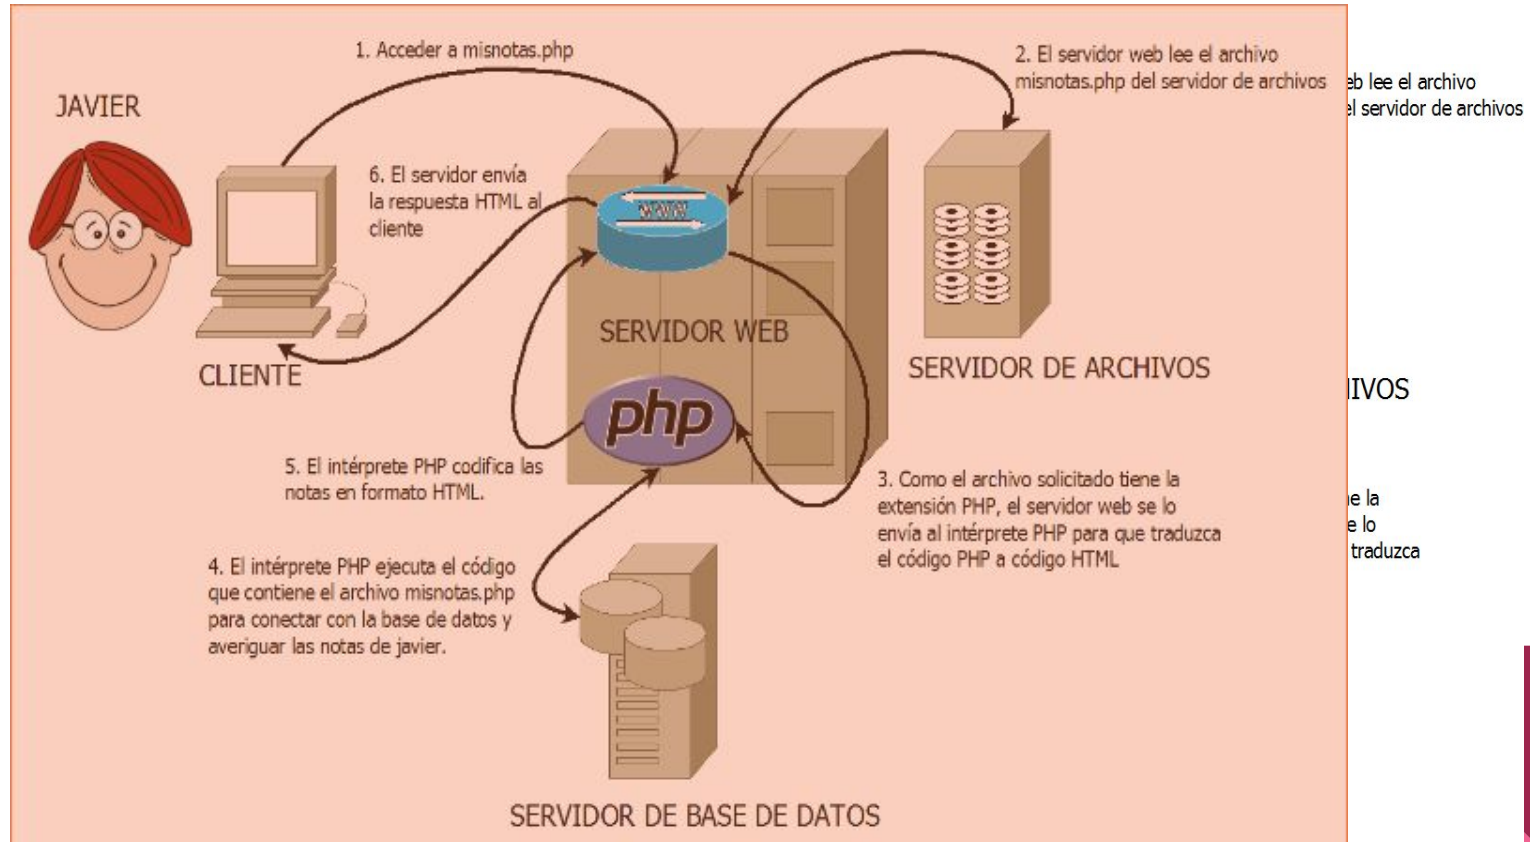 1. Acceder a misnotas.php
2. El servidor web lee el archivo
misnotas.php del servidor de archivos
eb lee el archivo
el servidor de archivos
JAVIER
6. El servidor envía
la respuesta HTML al
cliente
WWW
SERVIDOR WEB
CLIENTE
SERVIDOR DE ARCHIVOS
IVOS
php
5. El intérprete PHP codifica las
notas en formato HTML.
3. Como el archivo solicitado tiene la
extensión PHP, el servidor web se lo
envía al intérprete PHP para que traduzca
el código PHP a código HTML
ne la
e lo
traduzca
4. El intérprete PHP ejecuta el código
que contiene el archivo misnotas.php
para conectar con la base de datos y
averiguar las notas de javier.
SERVIDOR DE BASE DE DATOS